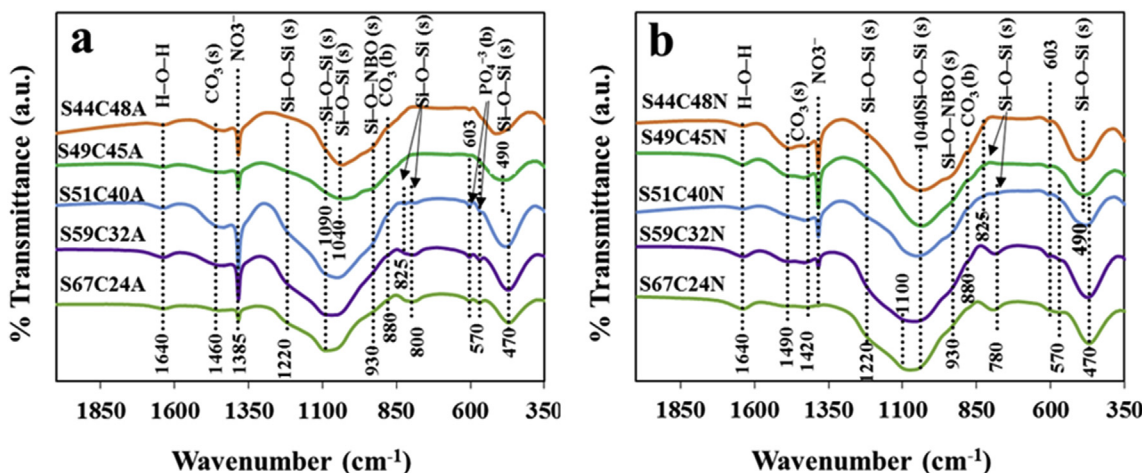 a
% Transmittance (a.u.)
H–O–H
CO3 (s)
NO3⁻
Si–O–Si (s)
Si–O–Si (s)
Si–O–Si (s)
Si–O–NBO (s)
CO3 (b)
Si–O–Si (s)
603
PO4⁻³ (b)
490
Si–O–Si (s)
S44C48A
S49C45A
S51C40A
S59C32A
S67C24A
1640
1460
1385
1220
1090
1040
930
880
825
800
570
470
1850 1600 1350 1100 850 600 350
Wavenumber (cm⁻¹)
b
% Transmittance (a.u.)
H–O–H
CO3 (s)
NO3⁻
Si–O–Si (s)
1040Si–O–Si (s)
Si–O–NBO (s)
CO3 (b)
Si–O–Si (s)
603
Si–O–Si (s)
S44C48N
S49C45N
S51C40N
S59C32N
S67C24N
1640
1490
1420
1220
1100
930
880
825
780
570
490
470
1850 1600 1350 1100 850 600 350
Wavenumber (cm⁻¹)